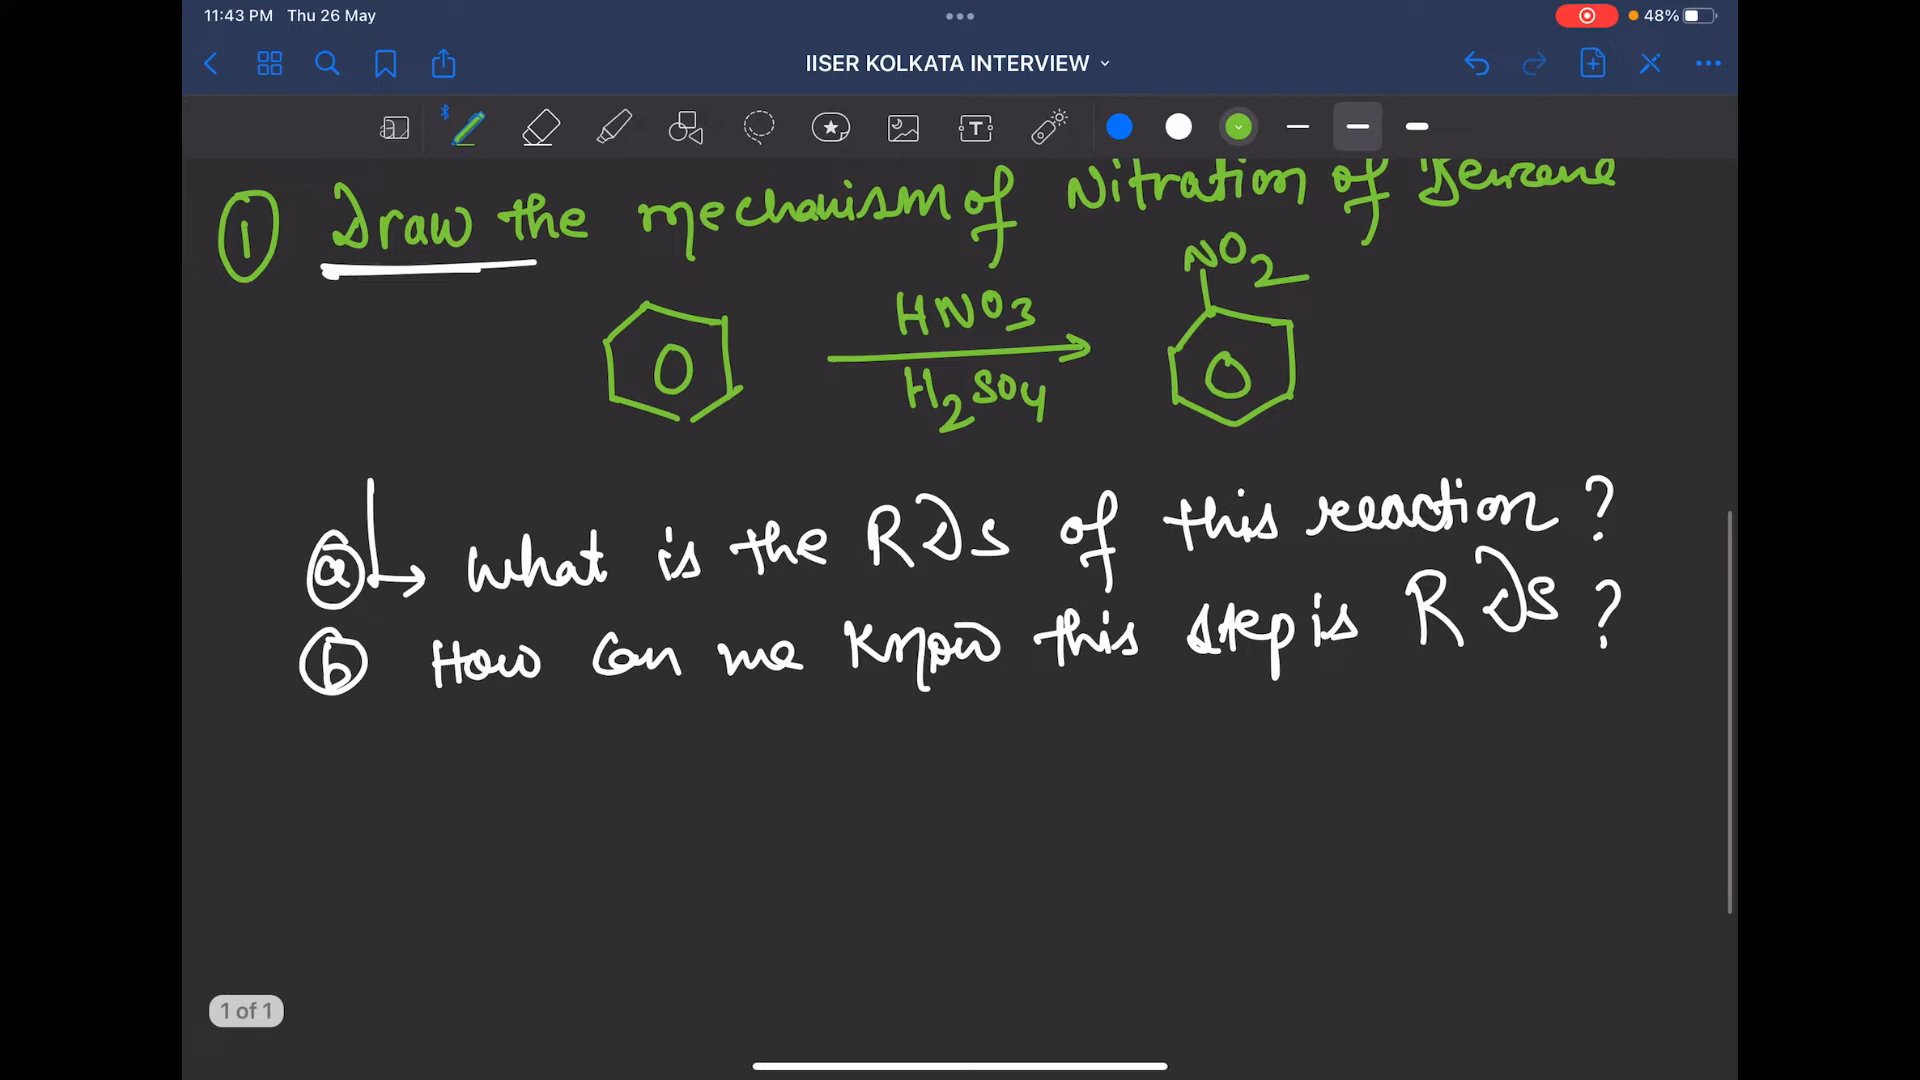 11:43 PM Thu 26 May
48%
IISER KOLKATA INTERVIEW
T
1 Draw the mechanism of Nitration of Benzene
HNO3
H2SO4
NO2
a What is the RDS of this reaction ?
b How can we know this step is RDS ?
1 of 1